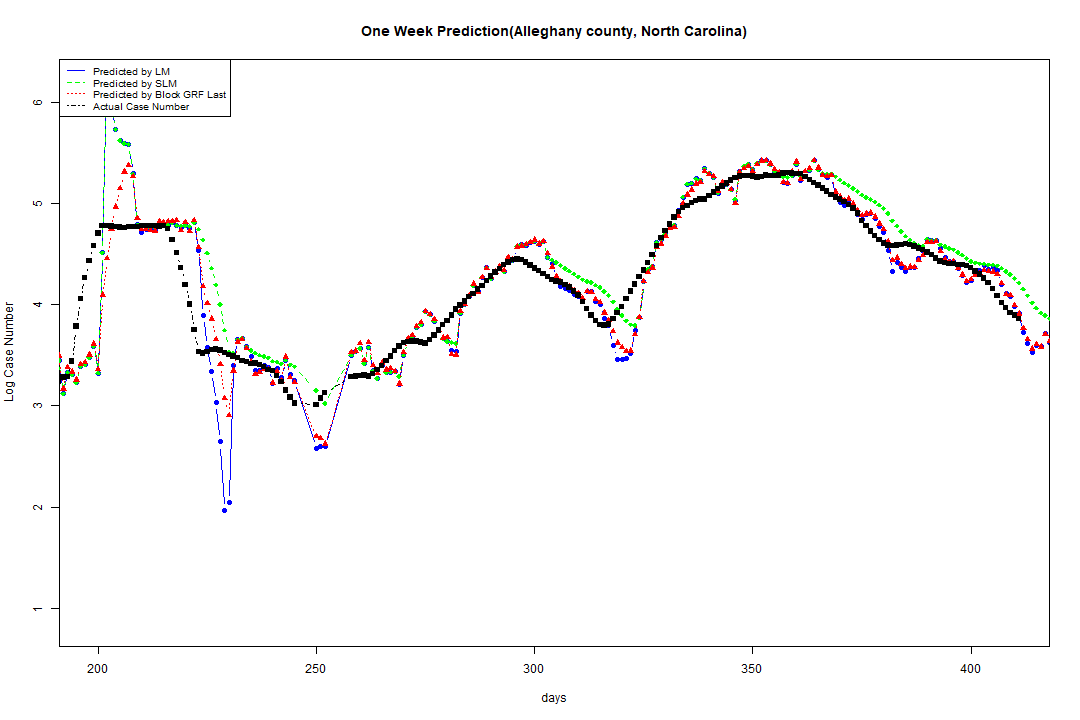 One Week Prediction(Alleghany county, North Carolina)
Predicted by LM
Predicted by SLM
Predicted by Block GRF Last
Actual Case Number
6
5
4
3
2
1
Log Case Number
200 250 300 350 400
days